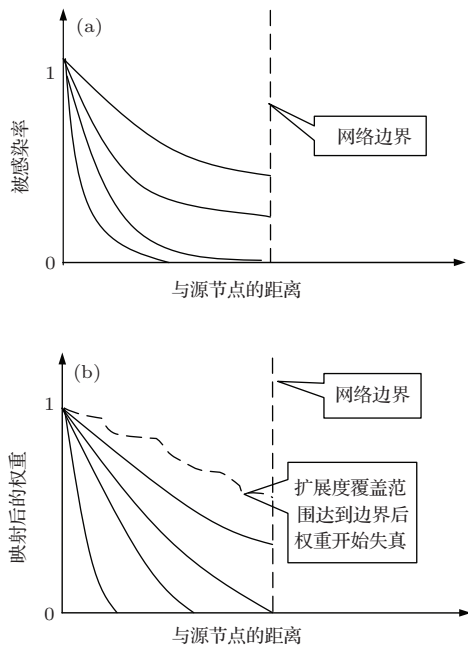 (a)
1
被感染率
网络边界
0
与源节点的距离
(b)
1
映射后的权重
网络边界
扩展度覆盖范
围达到边界后
权重开始失真
0
与源节点的距离